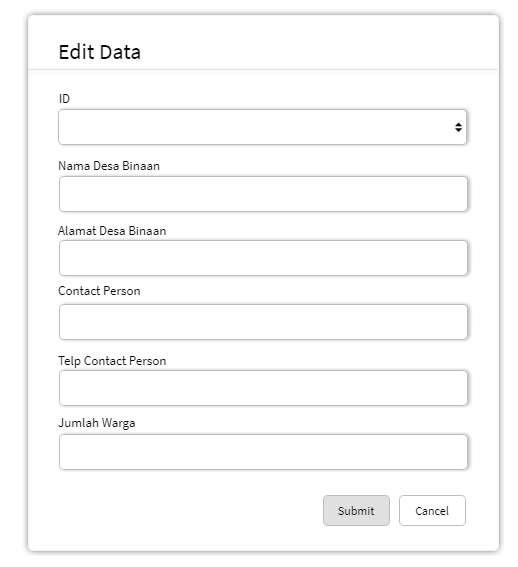 Edit Data
ID
Nama Desa Binaan
Alamat Desa Binaan
Contact Person
Telp Contact Person
Jumlah Warga
Submit
Cancel